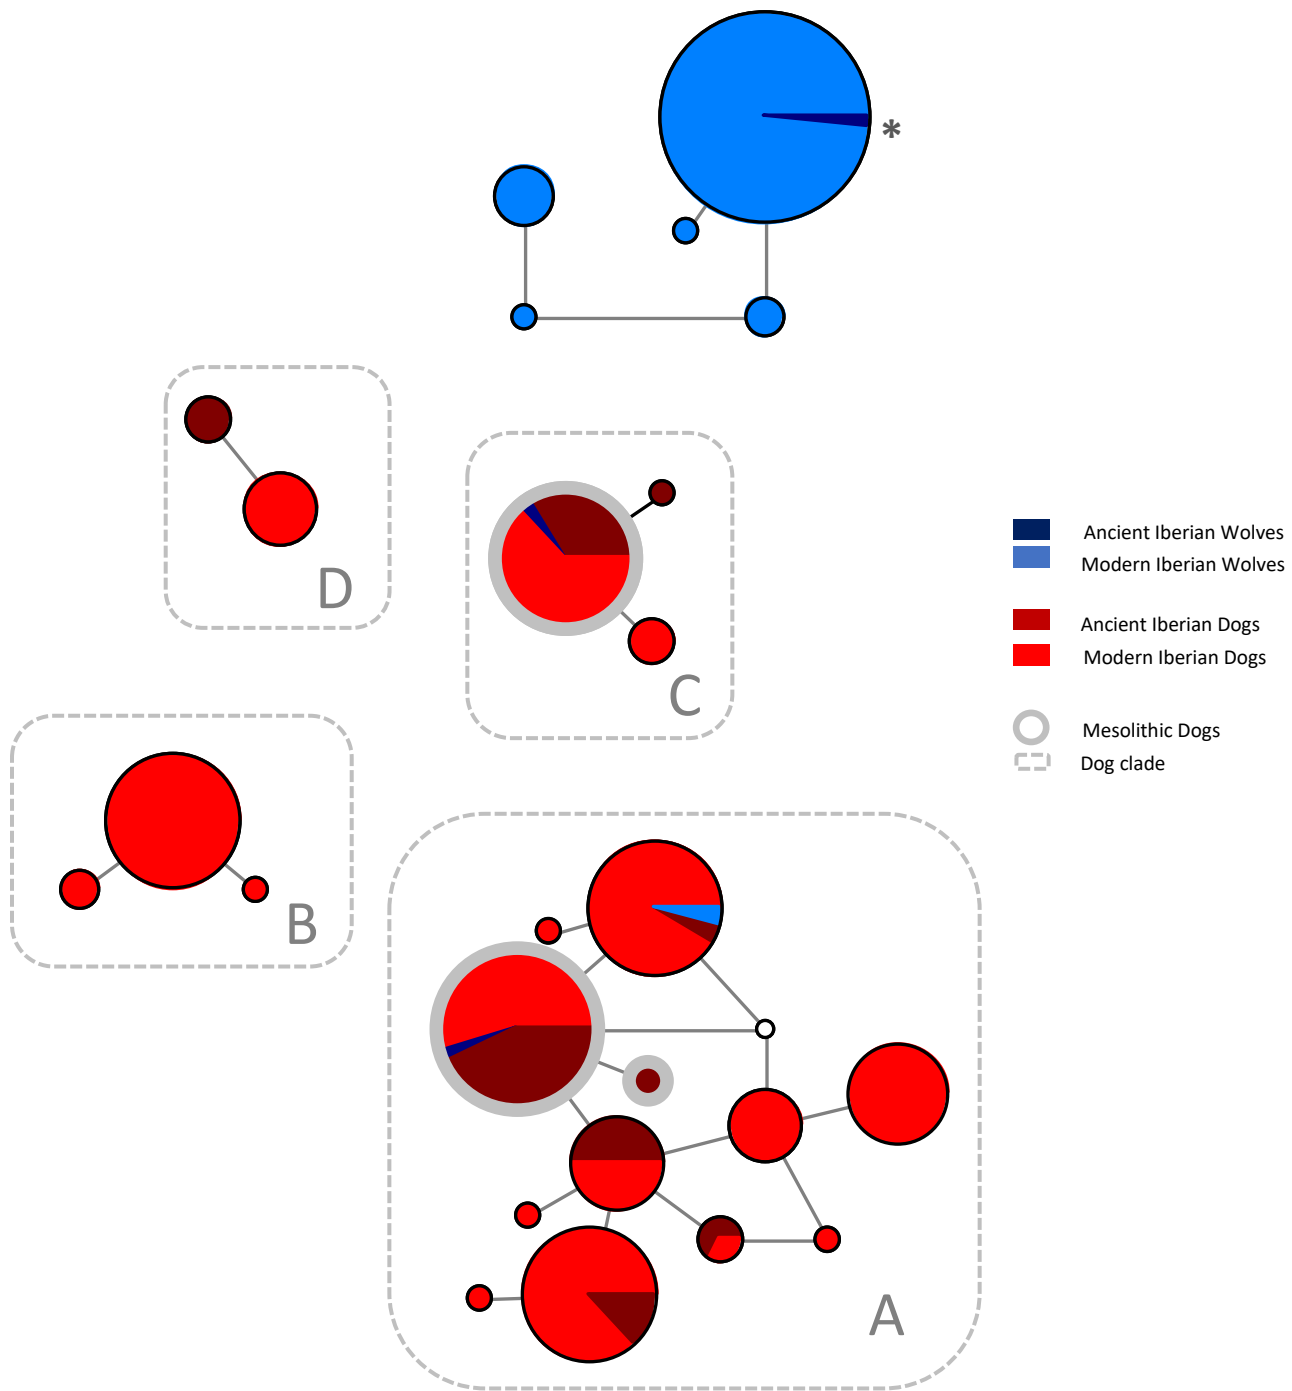 *
D
C
Ancient Iberian Wolves
Modern Iberian Wolves
Ancient Iberian Dogs
Modern Iberian Dogs
Mesolithic Dogs
Dog clade
B
A